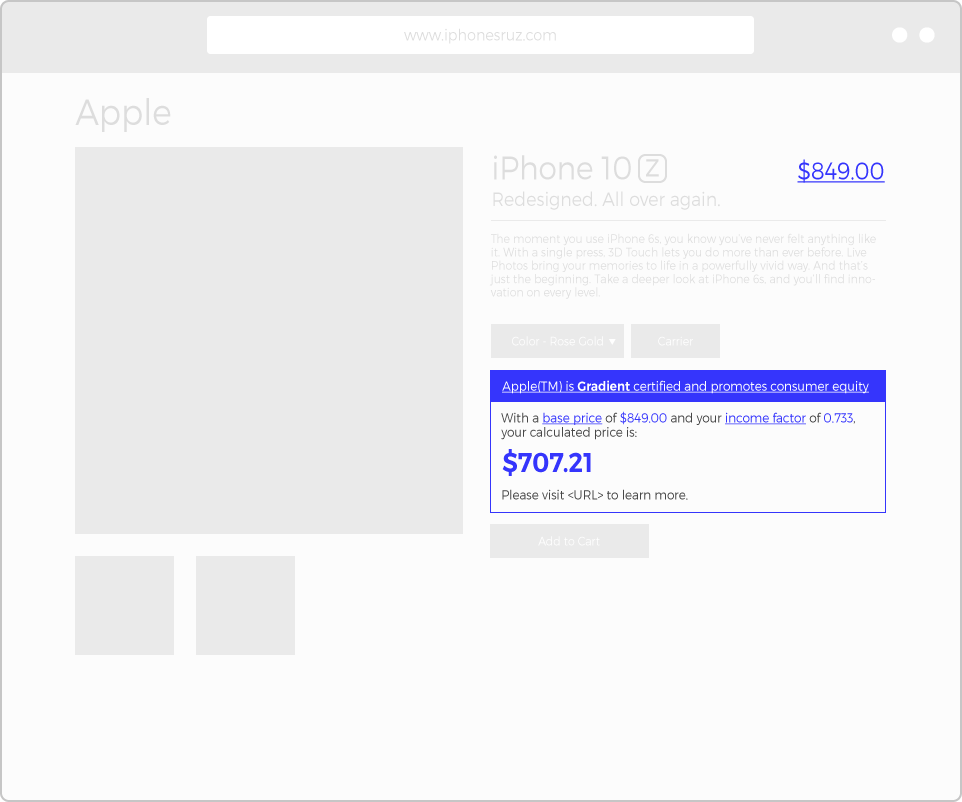 www.iphonesruz.com
Apple
iPhone 10 Z
$849.00
Redesigned. All over again.
The moment you use iPhone 6s, you know you've never felt anything like
it. With a single press, 3D Touch lets you do more than ever before. Live
Photos bring your memories to life in a powerfully vivid way. And that's
just the beginning. Take a deeper look at iPhone 6s, and you'll find inno-
vation on every level.
Color - Rose Gold ▼
Carrier
Apple(TM) is Gradient certified and promotes consumer equity
With a base price of $849.00 and your income factor of 0.733,
your calculated price is:
$707.21
Please visit <URL> to learn more.
Add to Cart